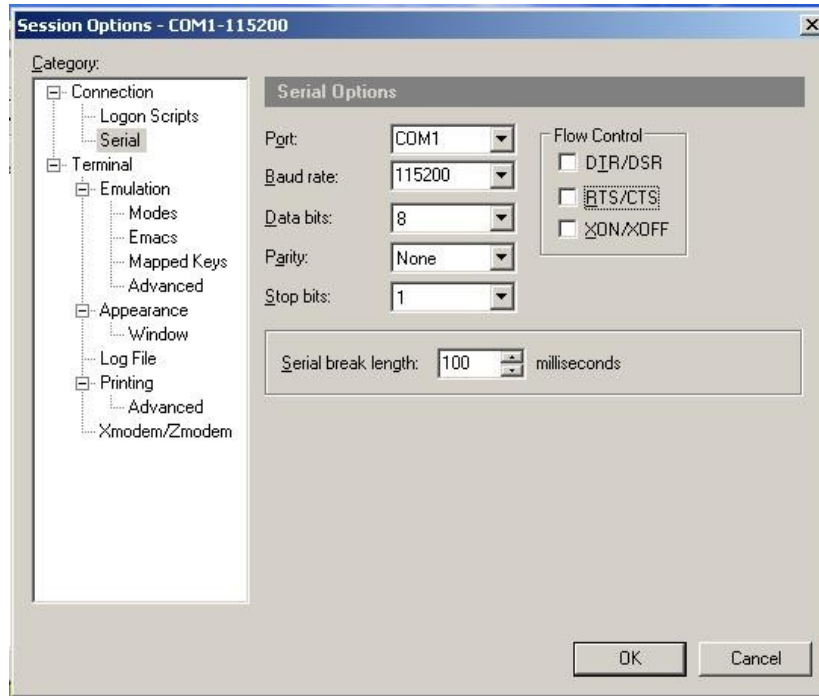 Session Options - COM1-115200
Category:
Connection
Logon Scripts
Serial
Terminal
Emulation
Modes
Emacs
Mapped Keys
Advanced
Appearance
Window
Log File
Printing
Advanced
Xmodem/Zmodem
Serial Options
Port: COM1
Baud rate: 115200
Data bits: 8
Parity: None
Stop bits: 1
Flow Control
DTR/DSR
RTS/CTS
XON/XOFF
Serial break length: 100 milliseconds
OK Cancel